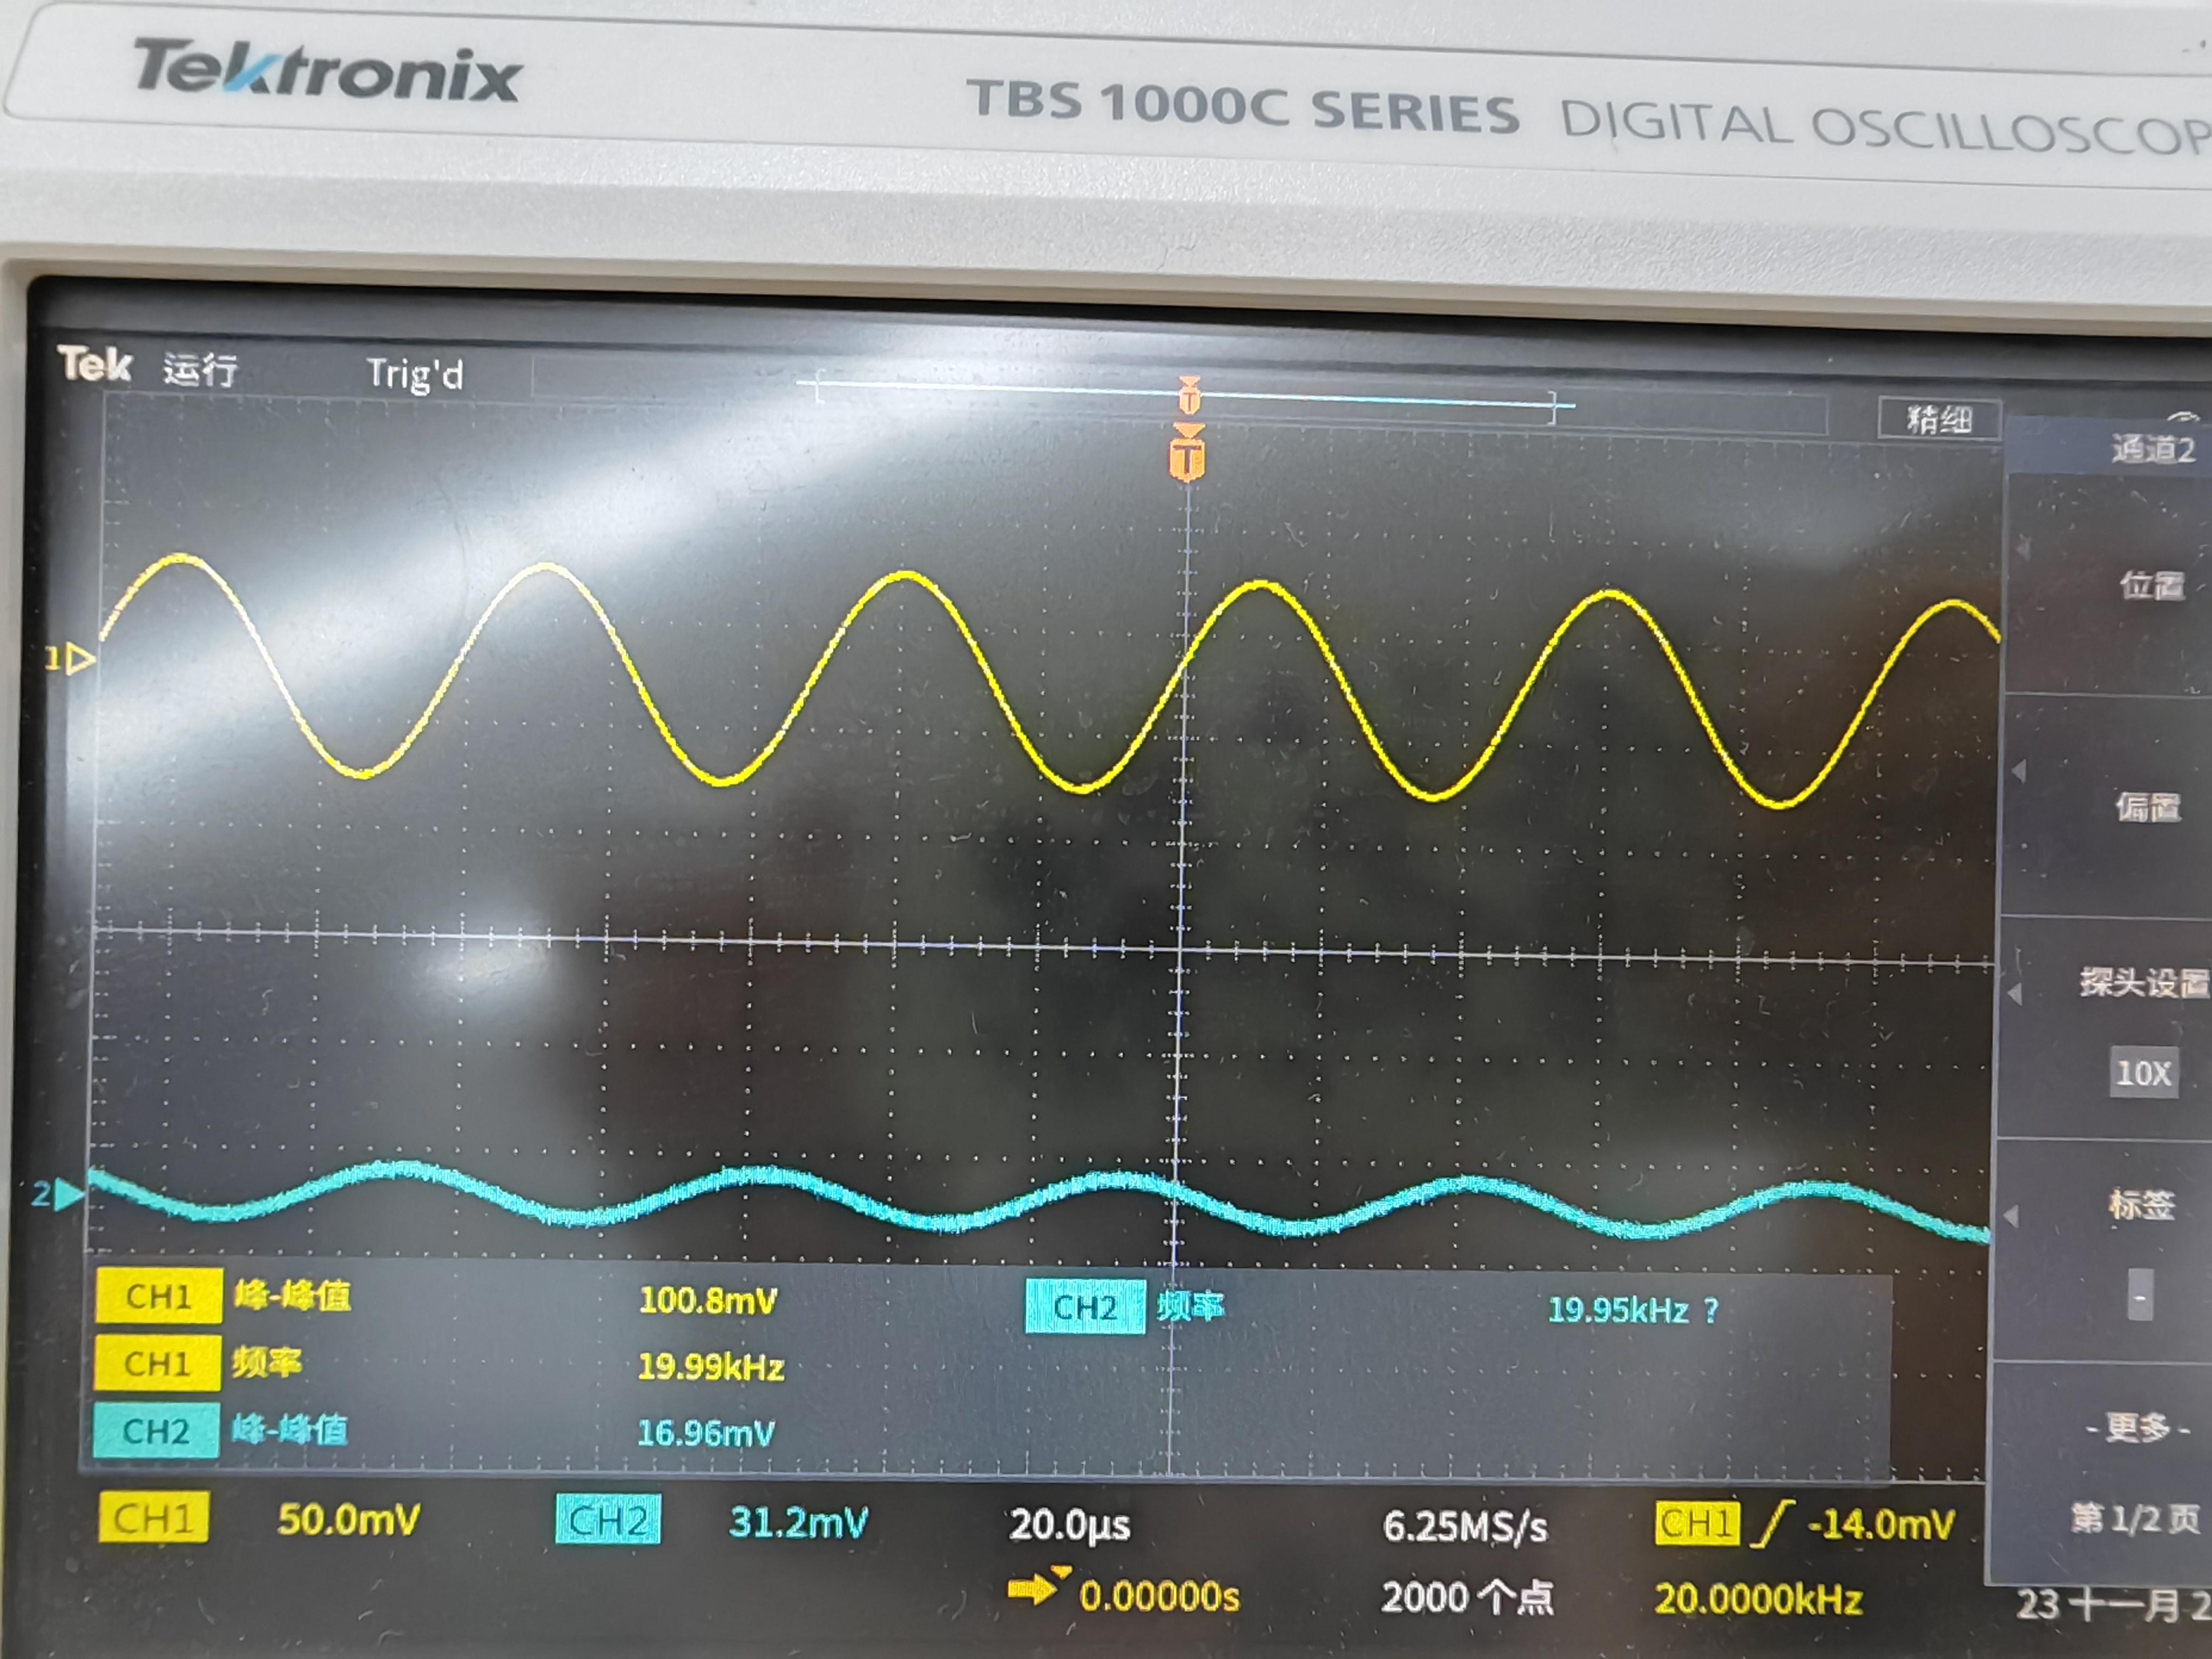 Tektronix
TBS 1000C SERIES DIGITAL OSCILLOSCOP
Tek 运行 Trig'd
T
精细
T
通道2
位置
1
偏置
探头设置
10X
2
标签
-
CH1 峰-峰值 100.8mV CH2 频率 19.95kHz ?
CH1 频率 19.99kHz
CH2 峰-峰值 16.96mV
-更多-
第 1/2 页
CH1 50.0mV CH2 31.2mV 20.0µs 6.25MS/s CH1 -14.0mV
0.00000s 2000 个点 20.0000kHz
23 十一月 2